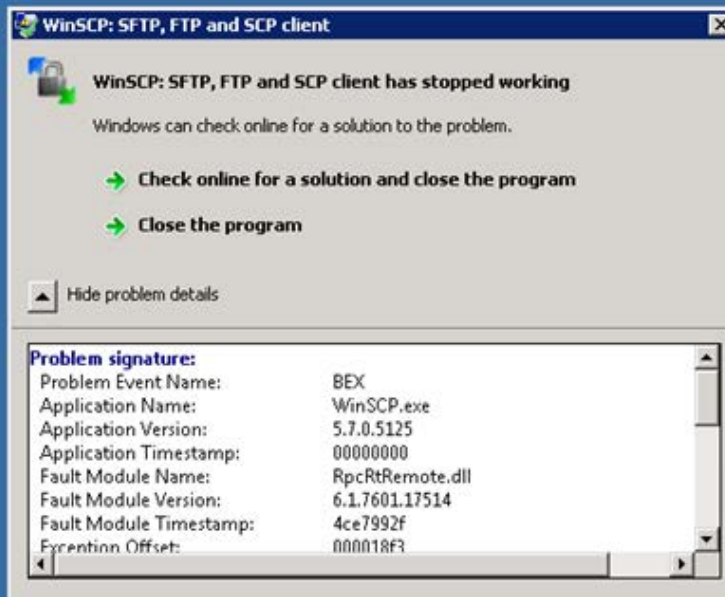 WinSCP: SFTP, FTP and SCP client
WinSCP: SFTP, FTP and SCP client has stopped working
Windows can check online for a solution to the problem.
Check online for a solution and close the program
Close the program
Hide problem details
Problem signature:
Problem Event Name: BEX
Application Name: WinSCP.exe
Application Version: 5.7.0.5125
Application Timestamp: 00000000
Fault Module Name: RpcRtRemote.dll
Fault Module Version: 6.1.7601.17514
Fault Module Timestamp: 4ce7992f
Exception Offset: 000018f3